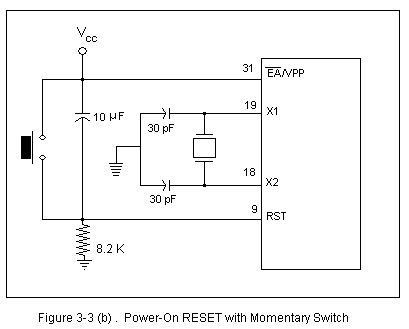 Vcc
31
EA/VPP
10 µF
19
X1
30 pF
18
X2
30 pF
9
RST
8.2 K
Figure 3-3 (b) . Power-On RESET with Momentary Switch